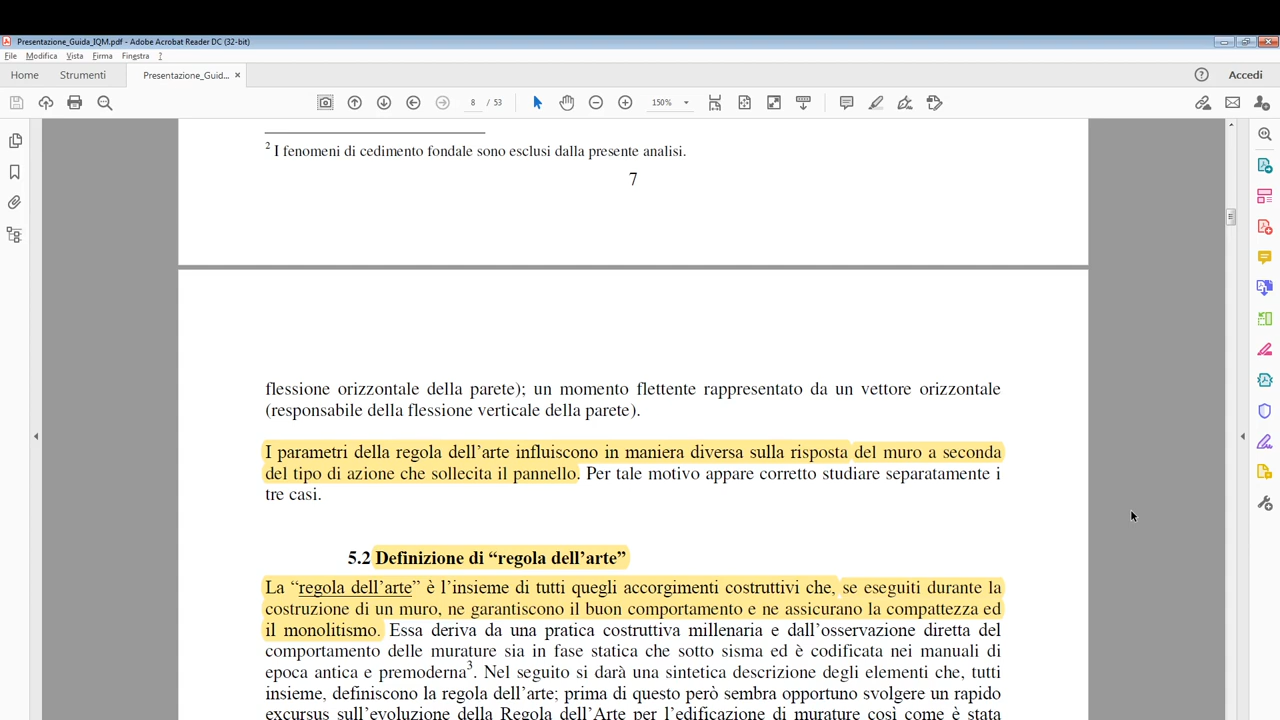 Presentazione_Guida_IQM.pdf - Adobe Acrobat Reader DC (32-bit)
File Modifica Vista Firma Finestra ?
Home Strumenti Presentazione_Guid... × Accedi
8 / 53 150%
2 I fenomeni di cedimento fondale sono esclusi dalla presente analisi.
7
flessione orizzontale della parete); un momento flettente rappresentato da un vettore orizzontale
(responsabile della flessione verticale della parete).
I parametri della regola dell’arte influiscono in maniera diversa sulla risposta del muro a seconda
del tipo di azione che sollecita il pannello. Per tale motivo appare corretto studiare separatamente i
tre casi.
5.2 Definizione di “regola dell’arte”
La “regola dell’arte” è l’insieme di tutti quegli accorgimenti costruttivi che, se eseguiti durante la
costruzione di un muro, ne garantiscono il buon comportamento e ne assicurano la compattezza ed
il monolitismo. Essa deriva da una pratica costruttiva millenaria e dall’osservazione diretta del
comportamento delle murature sia in fase statica che sotto sisma ed è codificata nei manuali di
epoca antica e premoderna3. Nel seguito si darà una sintetica descrizione degli elementi che, tutti
insieme, definiscono la regola dell’arte; prima di questo però sembra opportuno svolgere un rapido
excursus sull’evoluzione della Regola dell’Arte per l’edificazione di murature così come è stata